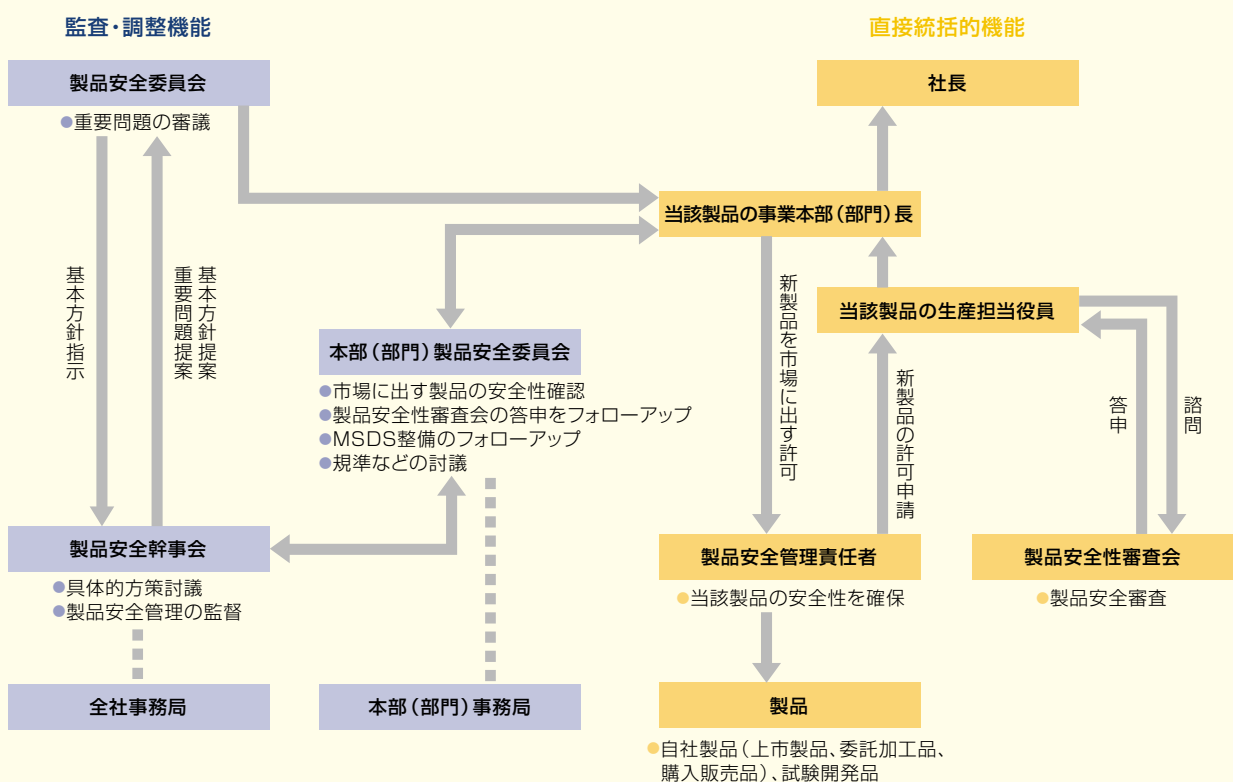 監査・調整機能
直接統括的機能
製品安全委員会
●重要問題の審議
社長
当該製品の事業本部(部門)長
基本方針指示
基本方針提案
重要問題提案
新製品を市場に出す許可
当該製品の生産担当役員
本部(部門)製品安全委員会
●市場に出す製品の安全性確認
●製品安全性審査会の答申をフォローアップ
●MSDS整備のフォローアップ
●規準などの討議
新製品の許可申請
答申
諮問
製品安全幹事会
●具体的方策討議
●製品安全管理の監督
製品安全管理責任者
●当該製品の安全性を確保
製品安全性審査会
●製品安全審査
全社事務局
本部(部門)事務局
製品
●自社製品(上市製品、委託加工品、
購入販売品)、試験開発品